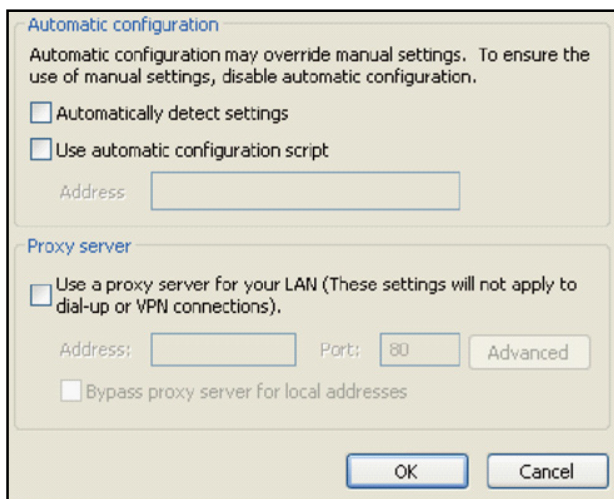 Automatic configuration
Automatic configuration may override manual settings. To ensure the
use of manual settings, disable automatic configuration.
Automatically detect settings
Use automatic configuration script
Address
Proxy server
Use a proxy server for your LAN (These settings will not apply to
dial-up or VPN connections).
Address: Port: 80 Advanced
Bypass proxy server for local addresses
OK Cancel